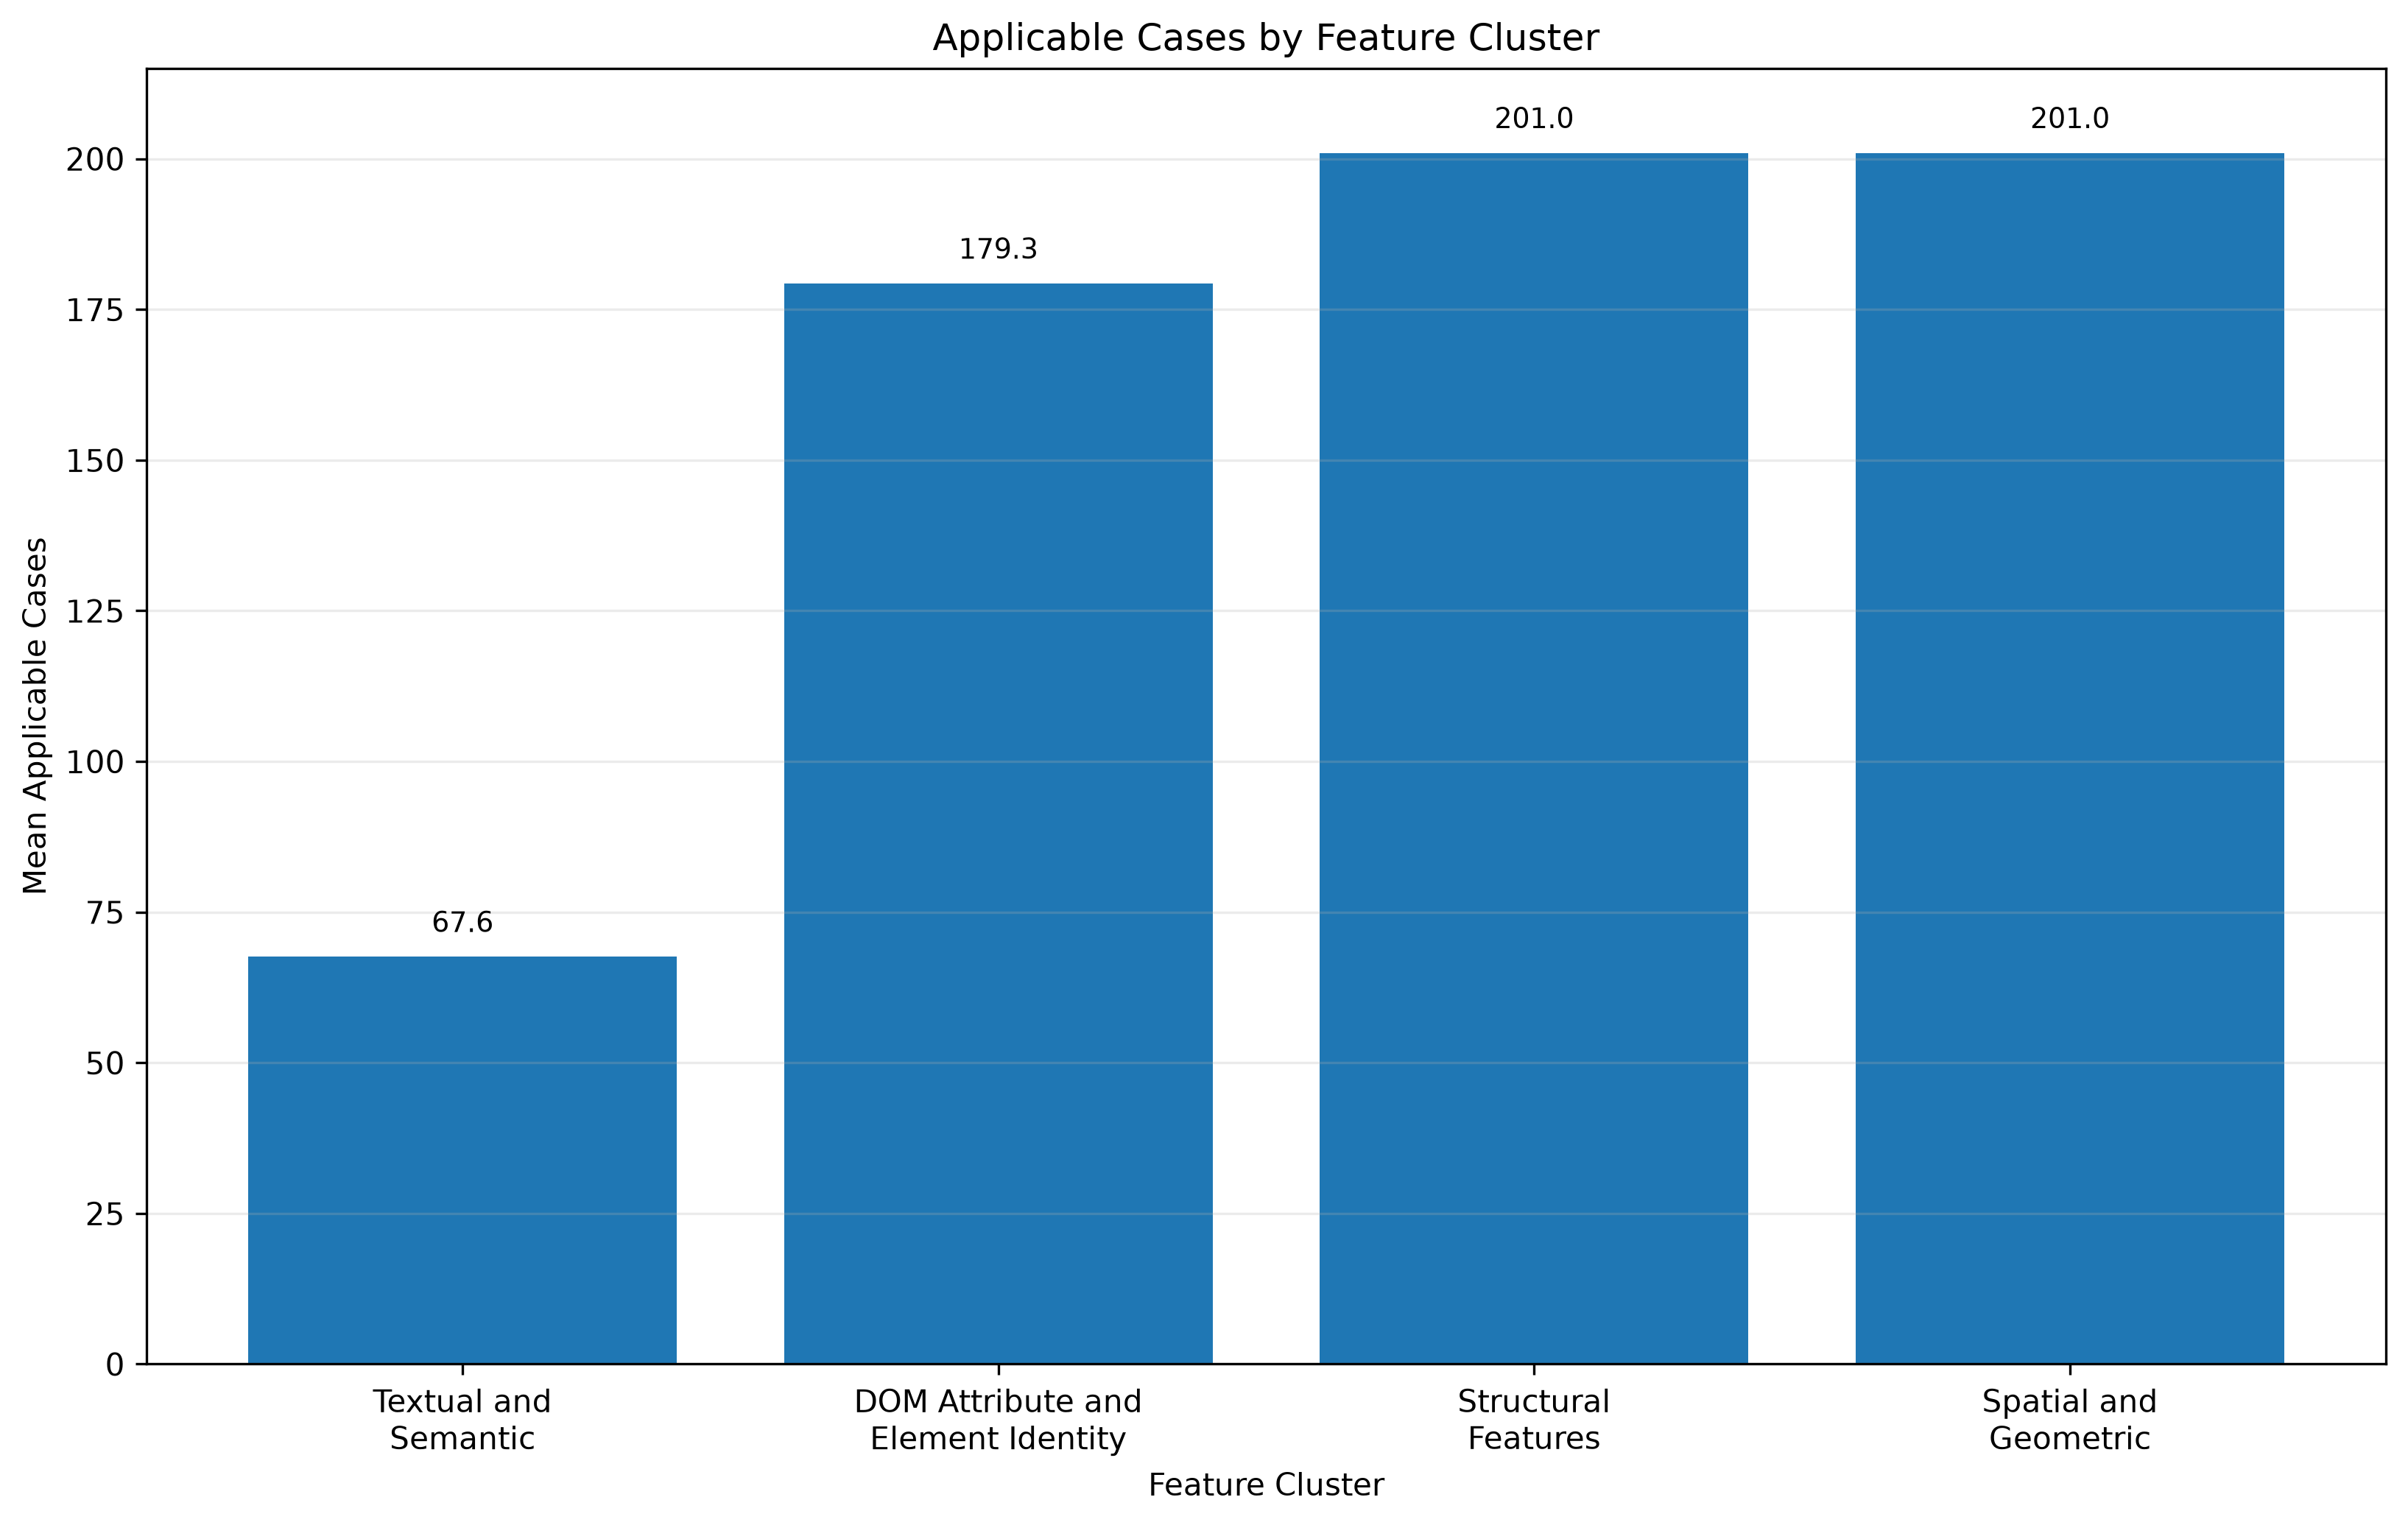 Applicable Cases by Feature Cluster
Mean Applicable Cases
200
175
150
125
100
75
50
25
0
67.6
179.3
201.0
201.0
Textual and
Semantic
DOM Attribute and
Element Identity
Structural
Features
Spatial and
Geometric
Feature Cluster